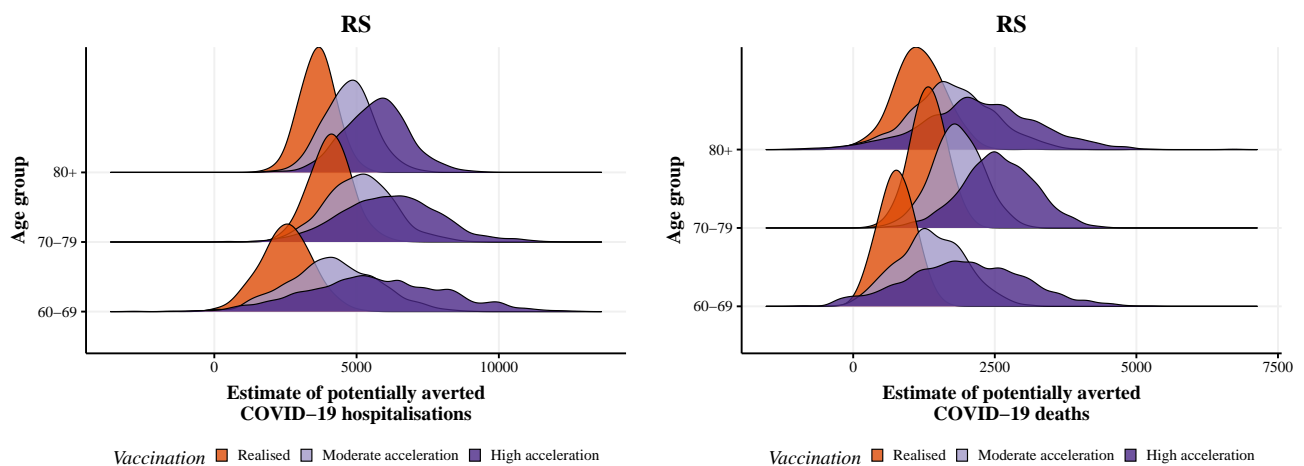 RS
Age group
80+
70−79
60−69
0
5000
10000
Estimate of potentially averted
COVID−19 hospitalisations
Vaccination Realised Moderate acceleration High acceleration
RS
Age group
80+
70−79
60−69
0
2500
5000
7500
Estimate of potentially averted
COVID−19 deaths
Vaccination Realised Moderate acceleration High acceleration